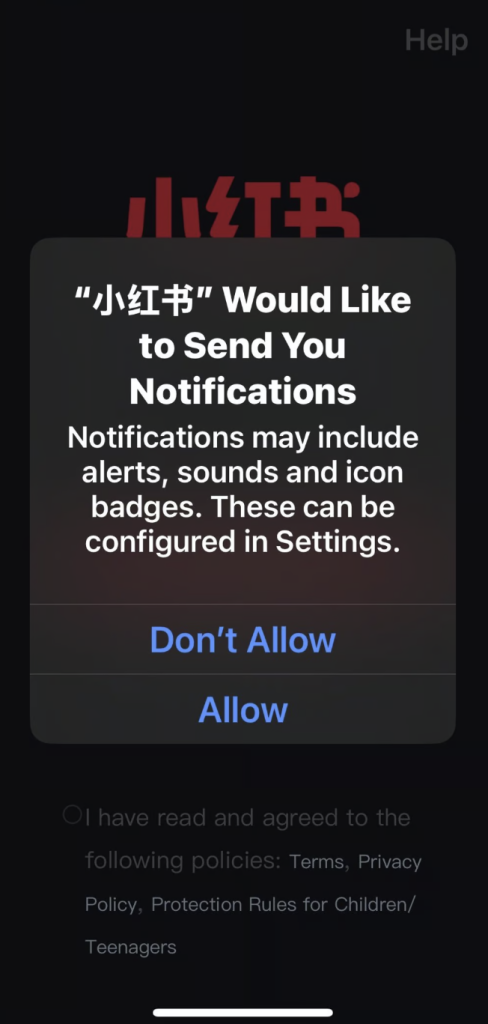 Help
小红书
“小红书” Would Like
to Send You
Notifications
Notifications may include
alerts, sounds and icon
badges. These can be
configured in Settings.
Don’t Allow
Allow
I have read and agreed to the
following policies: Terms, Privacy
Policy, Protection Rules for Children/
Teenagers